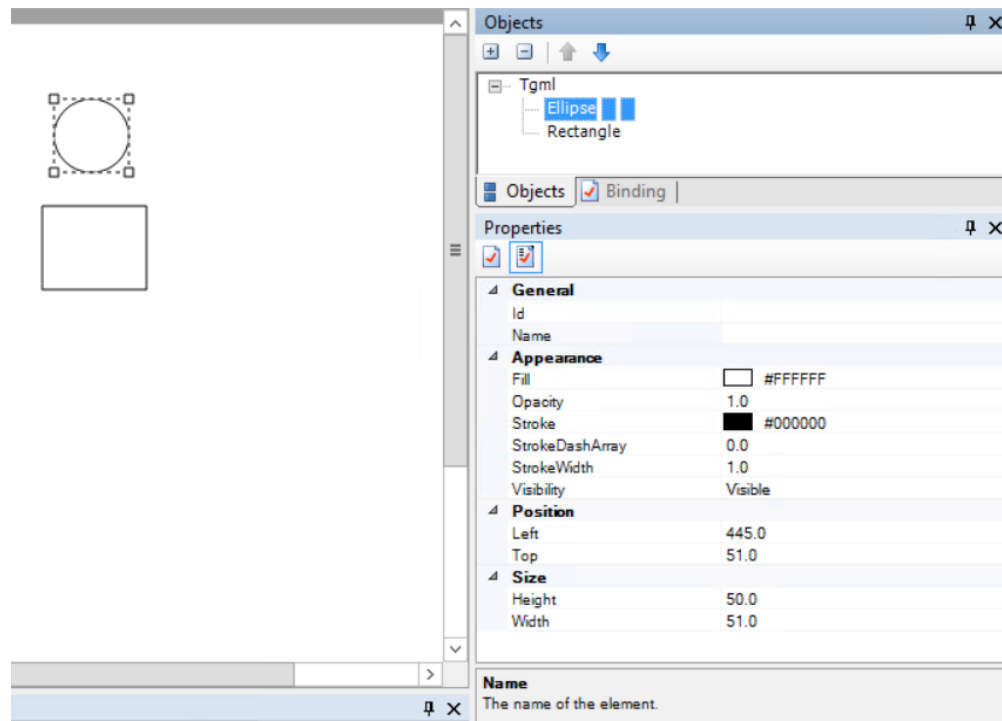 Objects
Tgml
Ellipse
Rectangle
Objects Binding
Properties
General
Id
Name
Appearance
Fill #FFFFFF
Opacity 1.0
Stroke #000000
StrokeDashArray 0.0
StrokeWidth 1.0
Visibility Visible
Position
Left 445.0
Top 51.0
Size
Height 50.0
Width 51.0
Name
The name of the element.